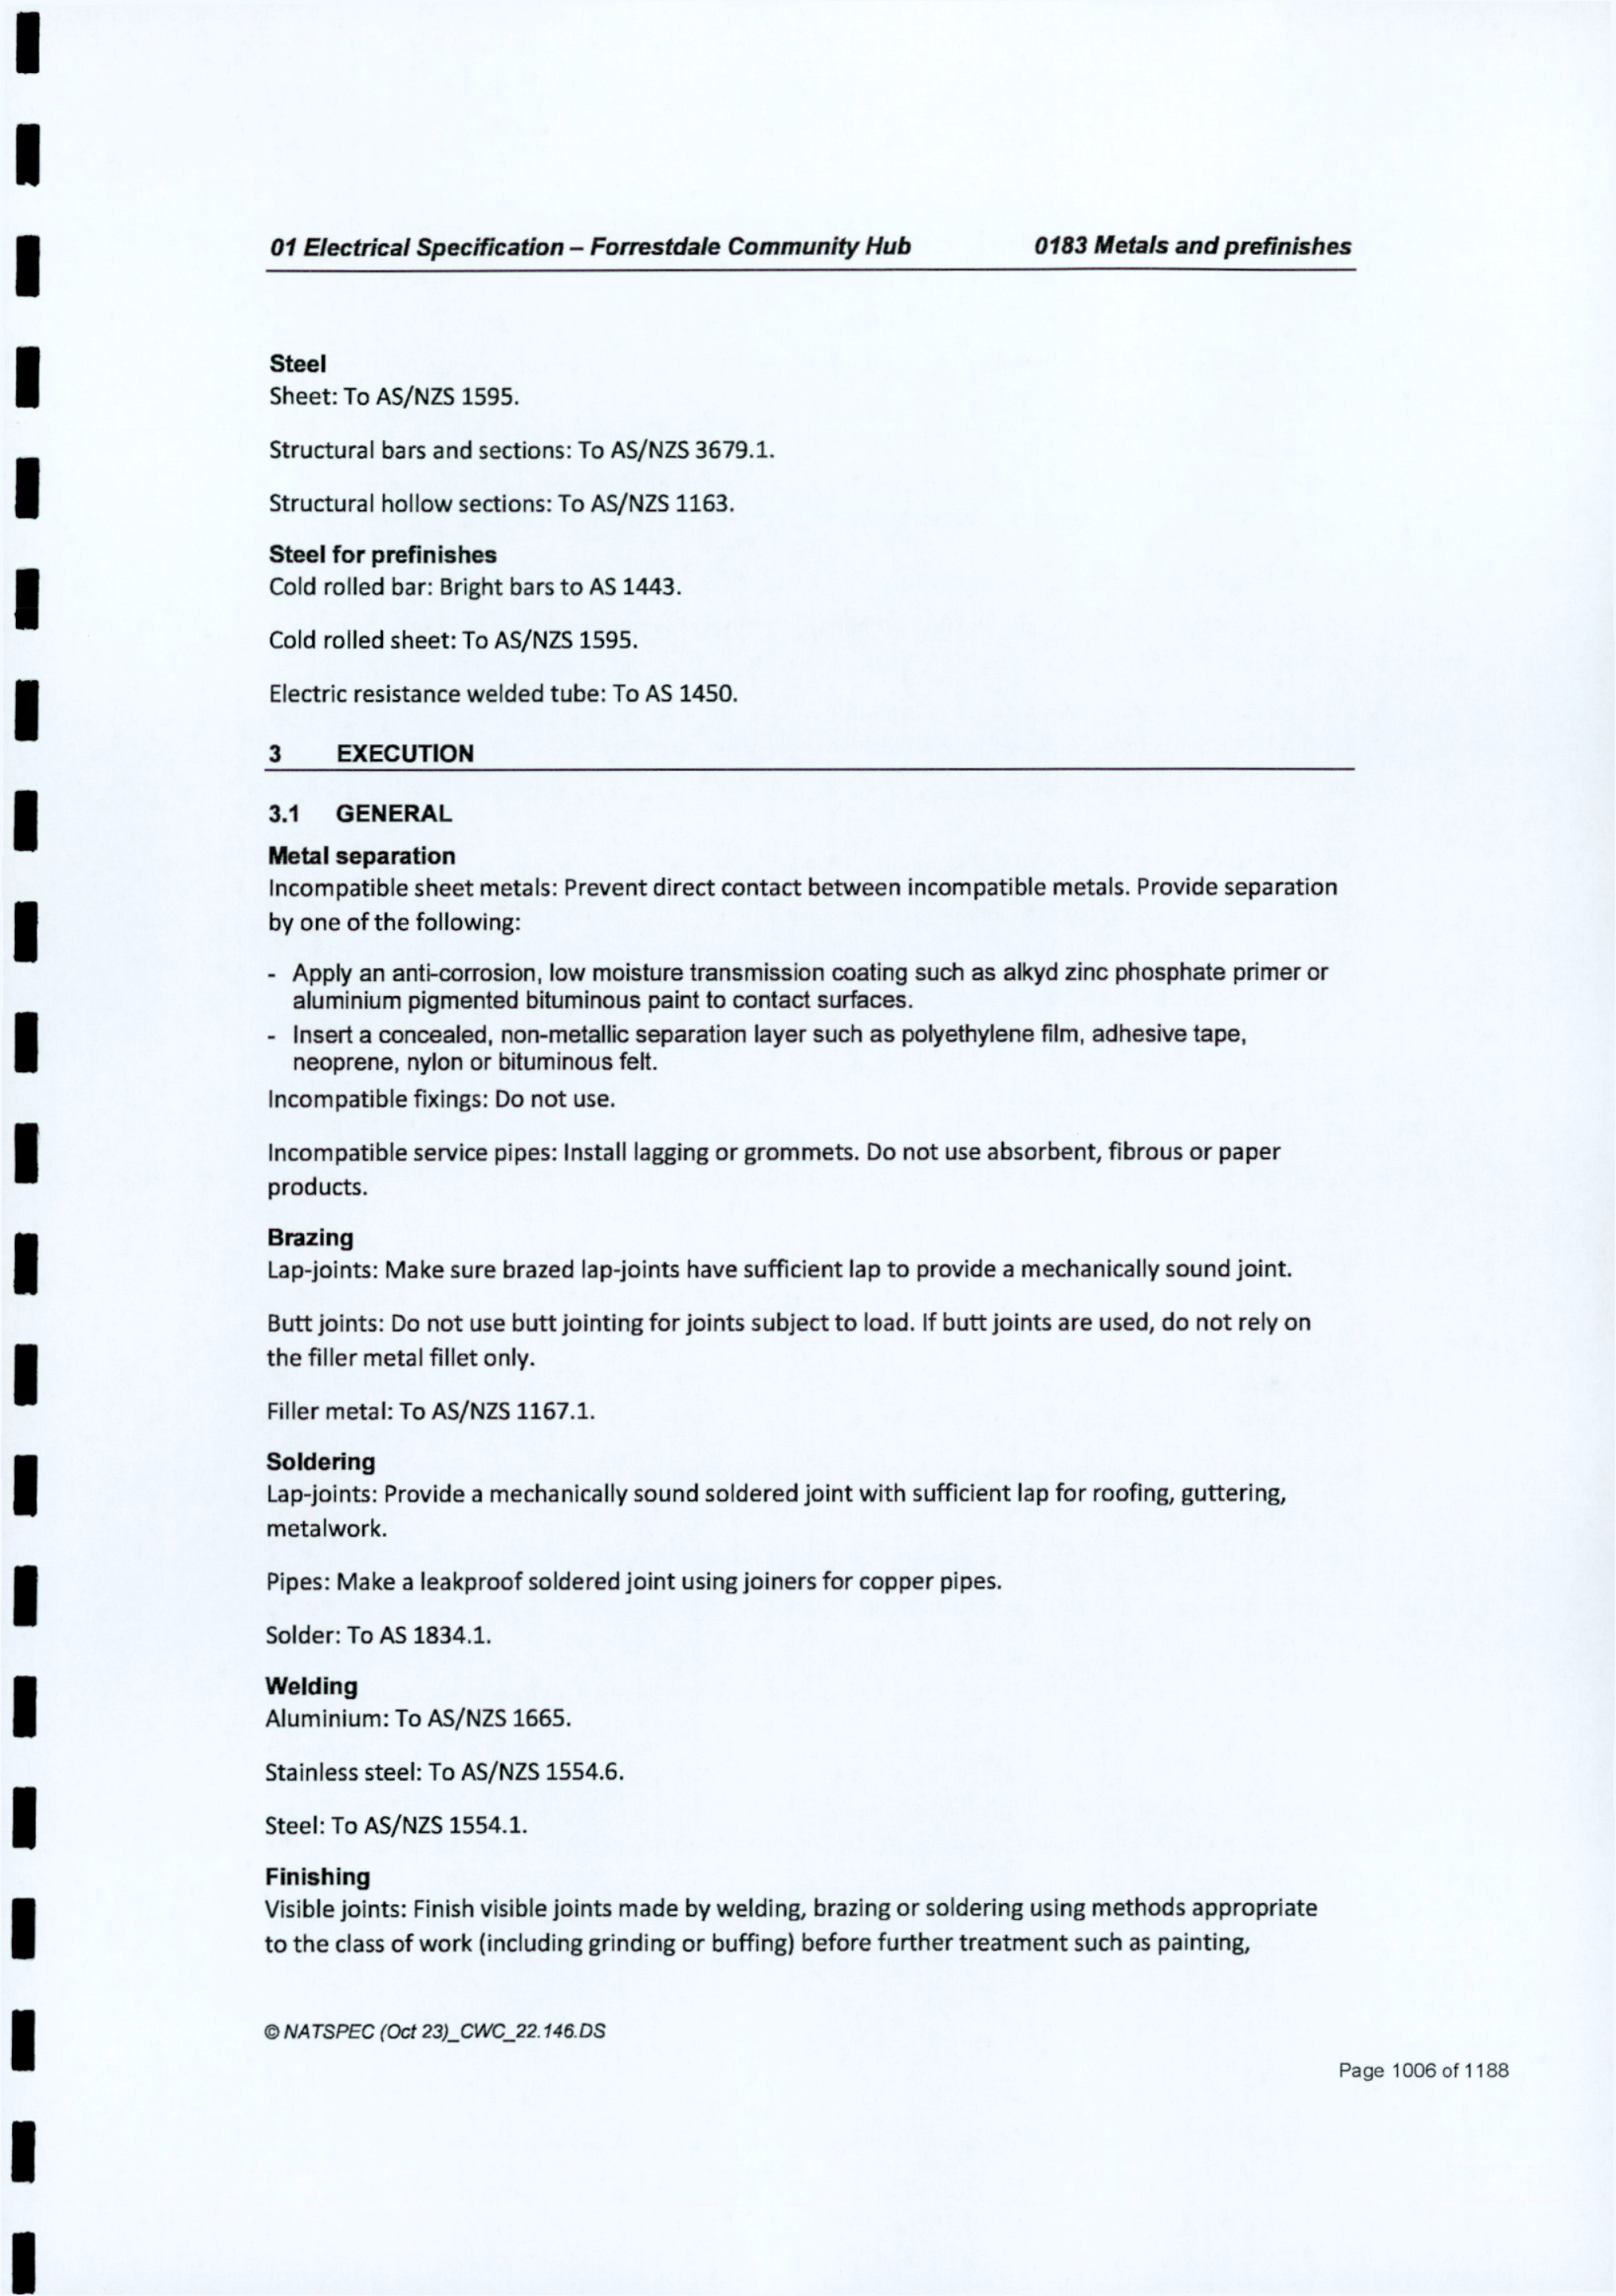 01 Electrical Specification – Forrestdale Community Hub 0183 Metals and prefinishes
Steel
Sheet: To AS/NZS 1595.
Structural bars and sections: To AS/NZS 3679.1.
Structural hollow sections: To AS/NZS 1163.
Steel for prefinishes
Cold rolled bar: Bright bars to AS 1443.
Cold rolled sheet: To AS/NZS 1595.
Electric resistance welded tube: To AS 1450.
3 EXECUTION
3.1 GENERAL
Metal separation
Incompatible sheet metals: Prevent direct contact between incompatible metals. Provide separation
by one of the following:
- Apply an anti-corrosion, low moisture transmission coating such as alkyd zinc phosphate primer or
aluminium pigmented bituminous paint to contact surfaces.
- Insert a concealed, non-metallic separation layer such as polyethylene film, adhesive tape,
neoprene, nylon or bituminous felt.
Incompatible fixings: Do not use.
Incompatible service pipes: Install lagging or grommets. Do not use absorbent, fibrous or paper
products.
Brazing
Lap-joints: Make sure brazed lap-joints have sufficient lap to provide a mechanically sound joint.
Butt joints: Do not use butt jointing for joints subject to load. If butt joints are used, do not rely on
the filler metal fillet only.
Filler metal: To AS/NZS 1167.1.
Soldering
Lap-joints: Provide a mechanically sound soldered joint with sufficient lap for roofing, guttering,
metalwork.
Pipes: Make a leakproof soldered joint using joiners for copper pipes.
Solder: To AS 1834.1.
Welding
Aluminium: To AS/NZS 1665.
Stainless steel: To AS/NZS 1554.6.
Steel: To AS/NZS 1554.1.
Finishing
Visible joints: Finish visible joints made by welding, brazing or soldering using methods appropriate
to the class of work (including grinding or buffing) before further treatment such as painting,
© NATSPEC (Oct 23)_CWC_22.146.DS
Page 1006 of 1188